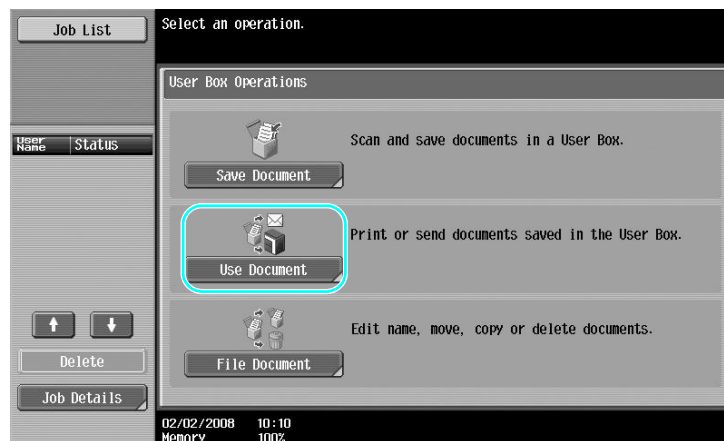 Job List
Select an operation.
User Box Operations
User Name Status
Scan and save documents in a User Box.
Save Document
Print or send documents saved in the User Box.
Use Document
Edit name, move, copy or delete documents.
File Document
Delete
Job Details
02/02/2008 10:10
Memory 100%